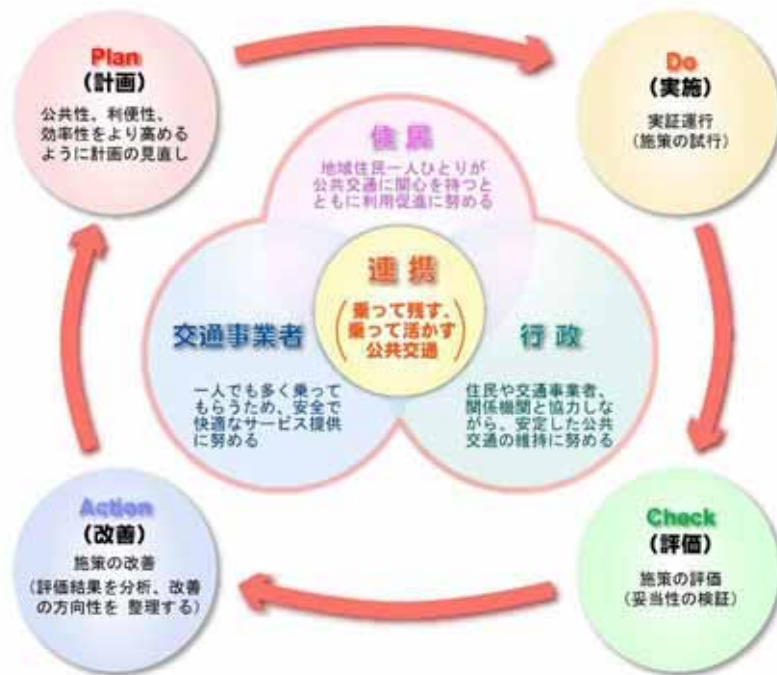 Plan
(計画)
公共性、利便性、
効率性をより高める
ように計画の見直し
Do
(実施)
実証運行
(施策の試行)
住民
地域住民一人ひとりが
公共交通に関心を持つと
ともに利用促進に努める
連携
(乗って残す、
乗って活かす
公共交通)
交通事業者
一人でも多く乗って
もらうため、安全で
快適なサービス提供
に努める
行政
住民や交通事業者、
関係機関と協力しな
がら、安定した公共
交通の維持に努める
Action
(改善)
施策の改善
(評価結果を分析、改善
の方向性を 整理する)
Check
(評価)
施策の評価
(妥当性の検証)